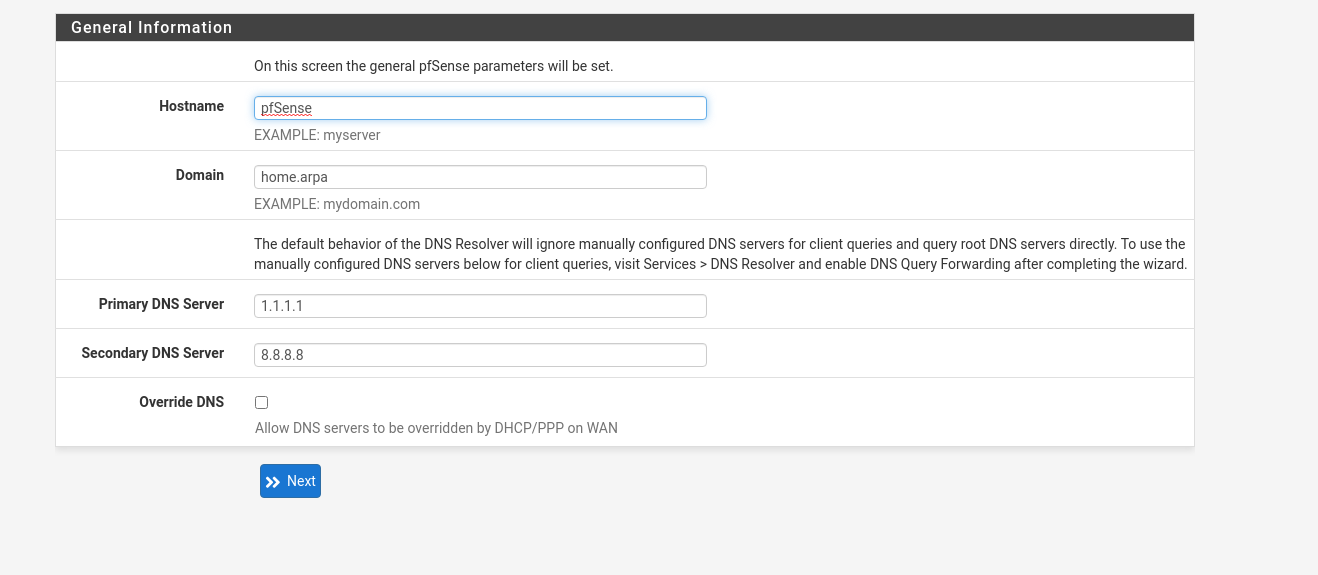 General Information
On this screen the general pfSense parameters will be set.
Hostname
pfSense
EXAMPLE: myserver
Domain
home.arpa
EXAMPLE: mydomain.com
The default behavior of the DNS Resolver will ignore manually configured DNS servers for client queries and query root DNS servers directly. To use the
manually configured DNS servers below for client queries, visit Services > DNS Resolver and enable DNS Query Forwarding after completing the wizard.
Primary DNS Server
1.1.1.1
Secondary DNS Server
8.8.8.8
Override DNS
Allow DNS servers to be overridden by DHCP/PPP on WAN
Next